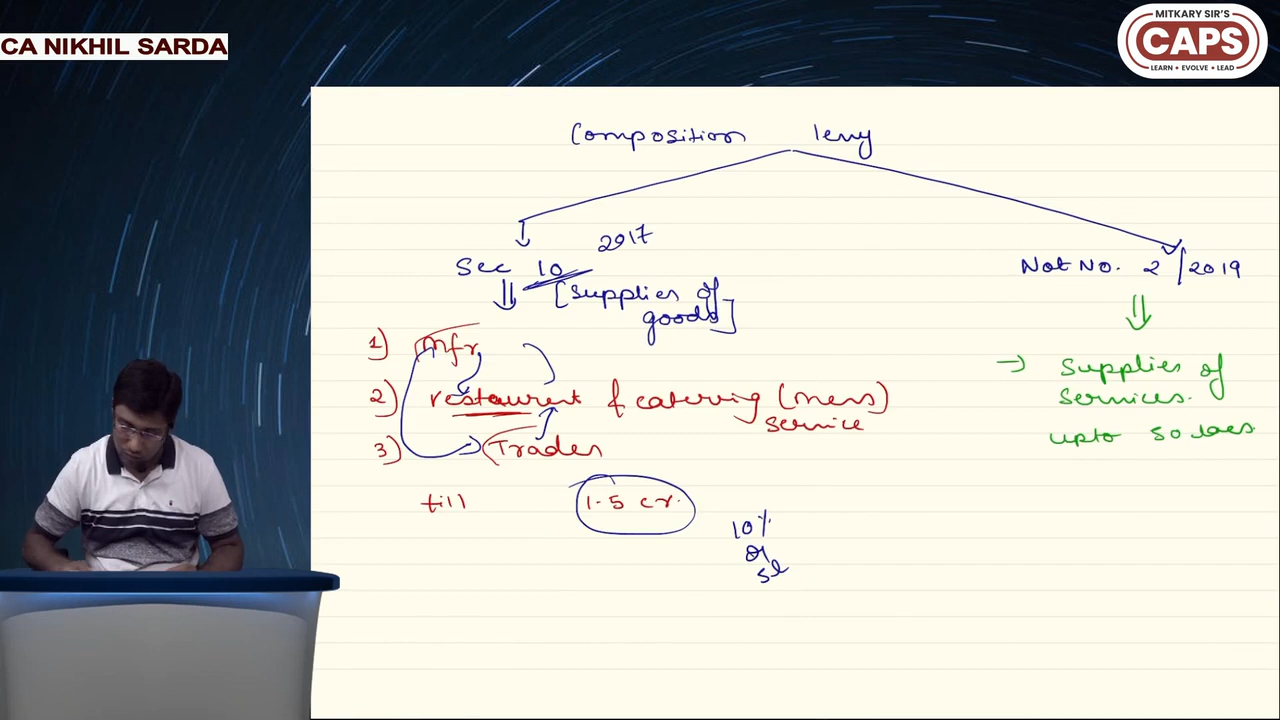 CA NIKHIL SARDA
MITKARY SIR'S
CAPS
LEARN • EVOLVE • LEAD
Composition levy
Sec 10 2017
[Supplies of
goods]
1) Mfr
2) restaurent & catering (mess)
service
3) Trader
till 1.5 cr.
10%
or
5L
Not No. 2/2019
→ Supplies of
Services.
upto 50 lacs